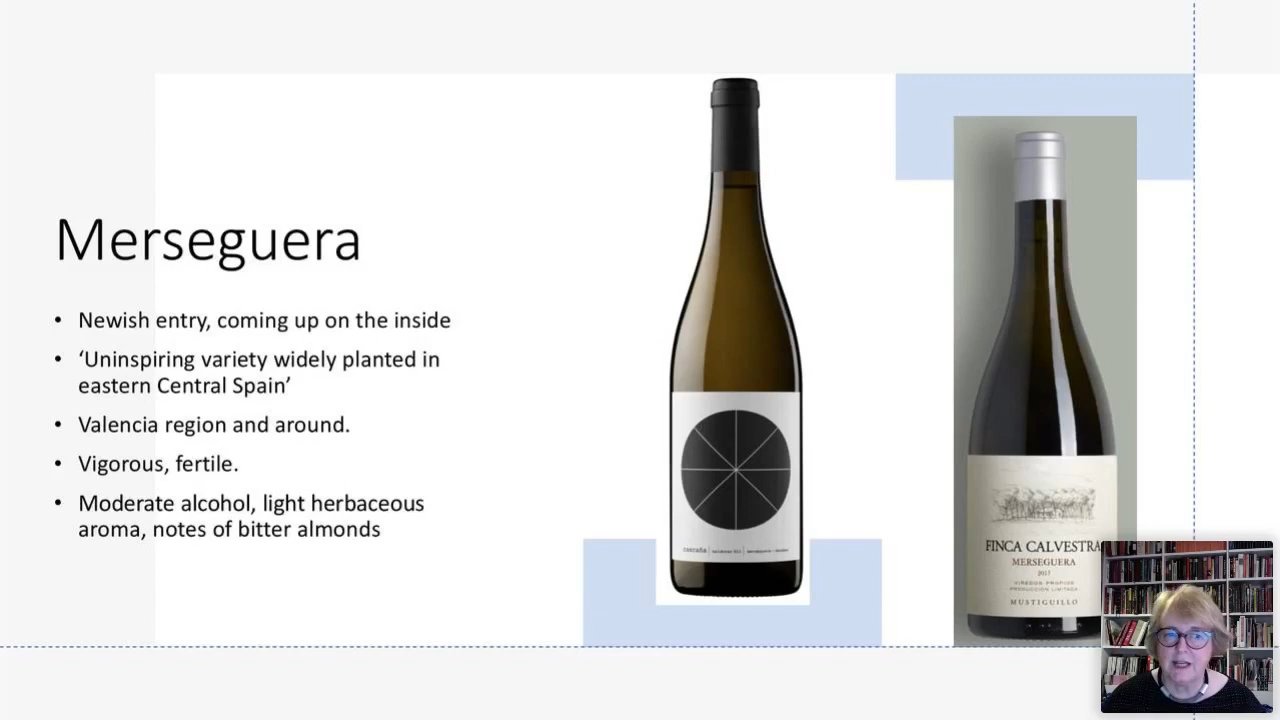 Merseguera
• Newish entry, coming up on the inside
• ‘Uninspiring variety widely planted in
eastern Central Spain’
• Valencia region and around.
• Vigorous, fertile.
• Moderate alcohol, light herbaceous
aroma, notes of bitter almonds
FINCA CALVESTRA
MERSEGUERA
2017
VIÑEDOS PROPIOS
PRODUCCIÓN LIMITADA
MUSTIGUILLO